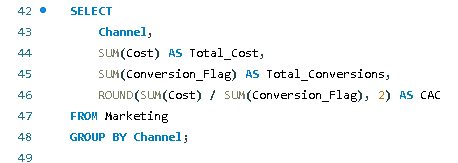 42 SELECT
43 Channel,
44 SUM(Cost) AS Total_Cost,
45 SUM(Conversion_Flag) AS Total_Conversions,
46 ROUND(SUM(Cost) / SUM(Conversion_Flag), 2) AS CAC
47 FROM Marketing
48 GROUP BY Channel;
49